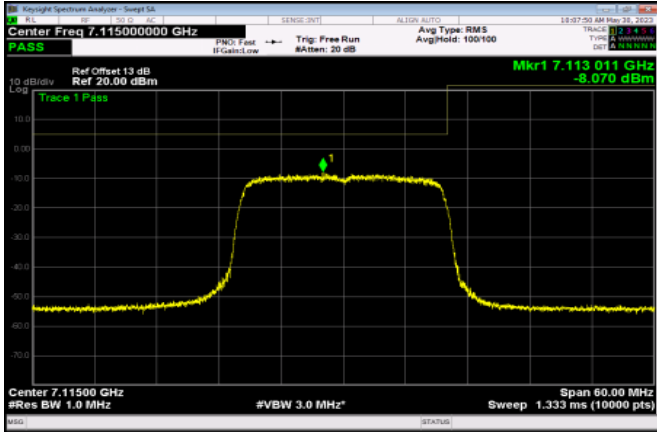 Keysight Spectrum Analyzer - Swept SA
RL RF 50 Ω AC SENSE:INT ALIGN AUTO 10:07:50 AM May 30, 2023
Center Freq 7.115000000 GHz
PASS
PNO: Fast
IFGain:Low
Trig: Free Run
#Atten: 20 dB
Avg Type: RMS
Avg|Hold: 100/100
TRACE 1 2 3 4 5 6
TYPE A WWWWW
DET A N N N N N
Mkr1 7.113 011 GHz
-8.070 dBm
Ref Offset 13 dB
10 dB/div Ref 20.00 dBm
Log
Trace 1 Pass
10.0
0.00
1
-10.0
-20.0
-30.0
-40.0
-50.0
-60.0
-70.0
Center 7.11500 GHz Span 60.00 MHz
#Res BW 1.0 MHz #VBW 3.0 MHz* Sweep 1.333 ms (10000 pts)
MSG STATUS